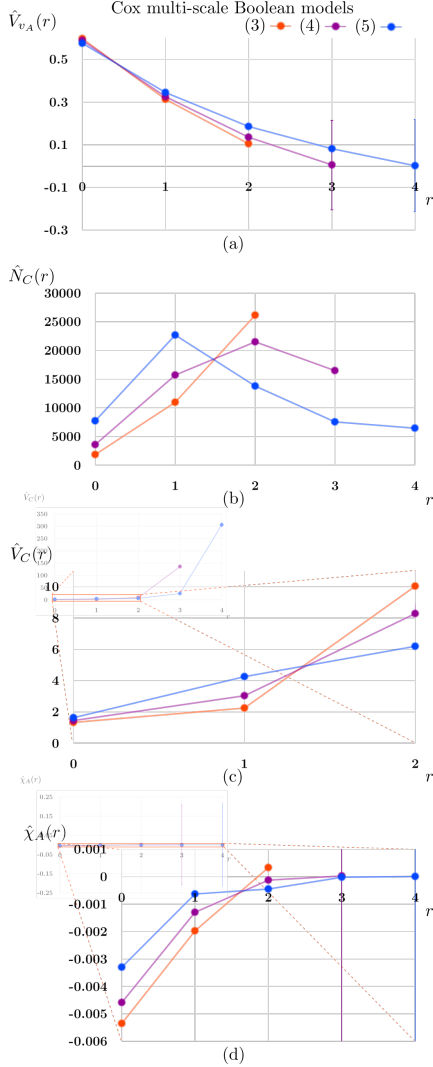 Cox multi-scale Boolean models
V̂_{v_A}(r)
(3) (4) (5)
0.5
0.3
0.1
-0.1
-0.3
0 1 2 3 4
r
(a)
N̂_C(r)
30000
25000
20000
15000
10000
5000
0
0 1 2 3 4
r
(b)
V̂_C(r)
350
300
250
200
150
100
50
0
0 1 2 3 4
r
V̂_C(r)
10
8
6
4
2
0
0 1 2
r
(c)
χ̂_A(r)
0.25
0.15
-0.05
-0.15
-0.25
0 1 2 3 4
r
χ̂_A(r)
0.001
0
-0.001
-0.002
-0.003
-0.004
-0.005
-0.006
0 1 2 3 4
r
(d)